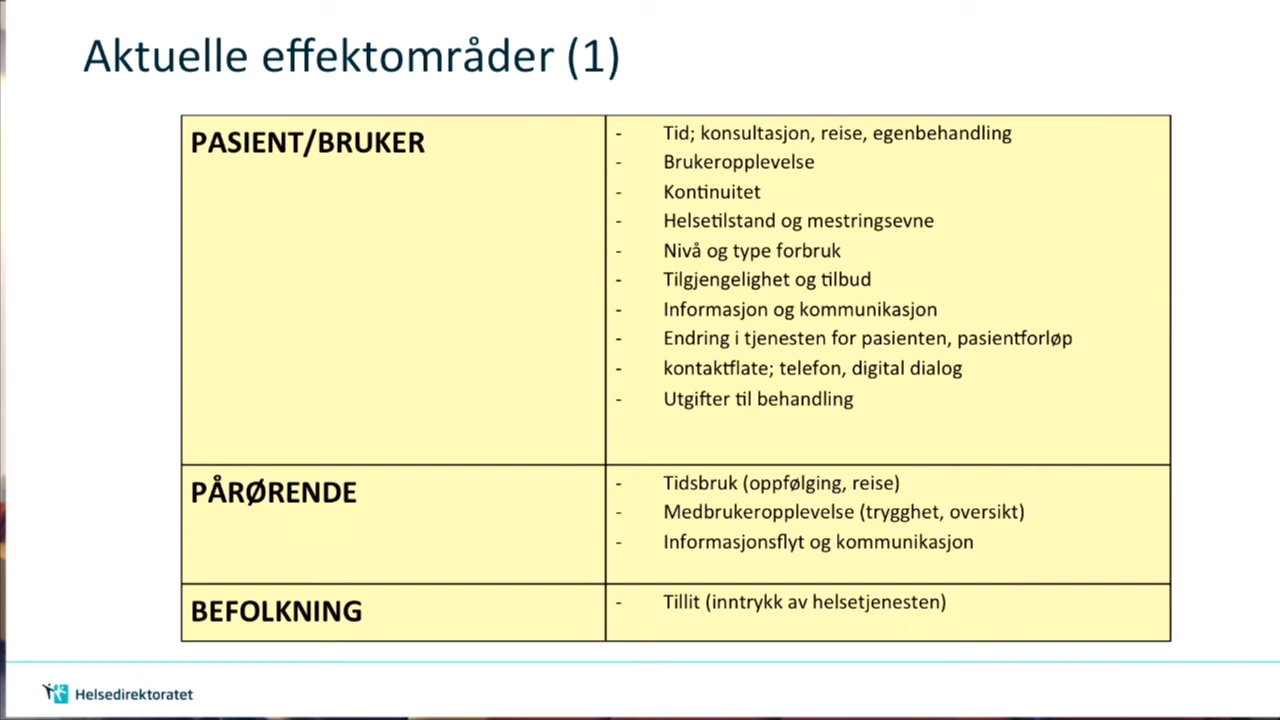 Aktuelle effektområder (1)
PASIENT/BRUKER
- Tid; konsultasjon, reise, egenbehandling
- Brukeropplevelse
- Kontinuitet
- Helsetilstand og mestringsevne
- Nivå og type forbruk
- Tilgjengelighet og tilbud
- Informasjon og kommunikasjon
- Endring i tjenesten for pasienten, pasientforløp
- kontaktflate; telefon, digital dialog
- Utgifter til behandling
PÅRØRENDE
- Tidsbruk (oppfølging, reise)
- Medbrukeropplevelse (trygghet, oversikt)
- Informasjonsflyt og kommunikasjon
BEFOLKNING
- Tillit (inntrykk av helsetjenesten)
Helsedirektoratet